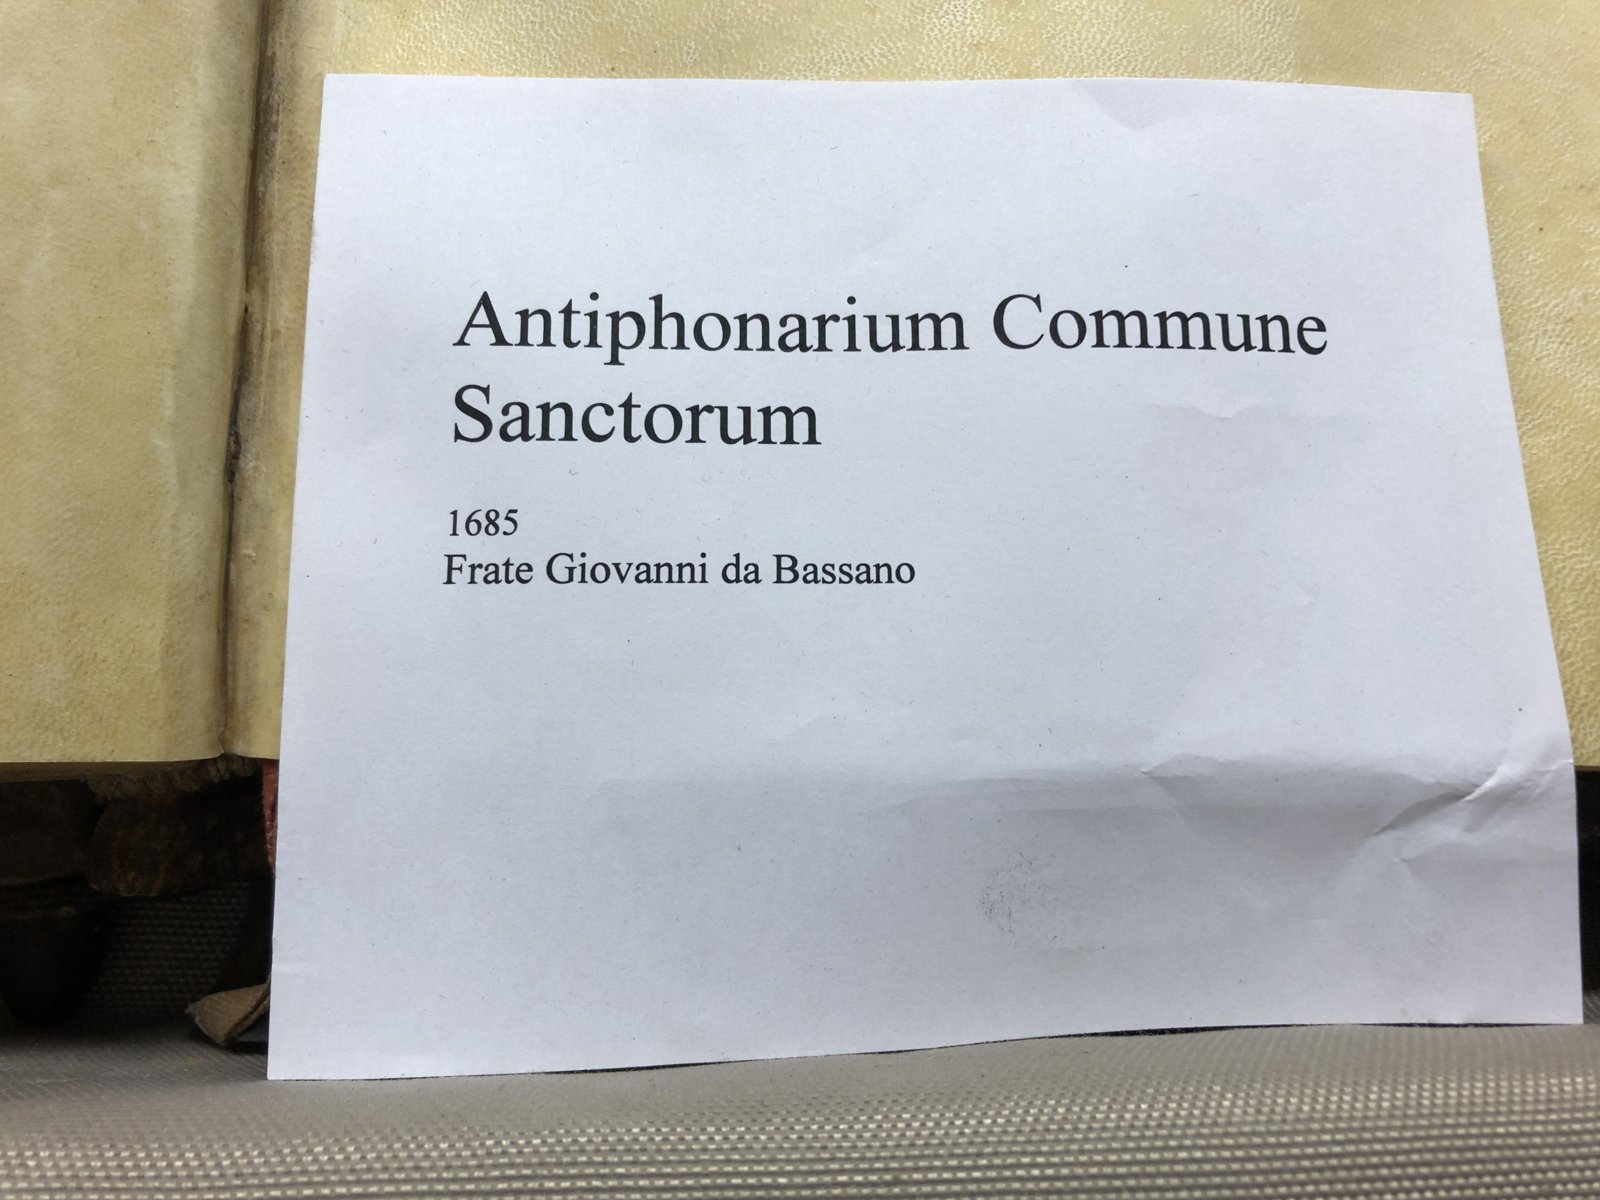 Antiphonarium Commune
Sanctorum
1685
Frate Giovanni da Bassano